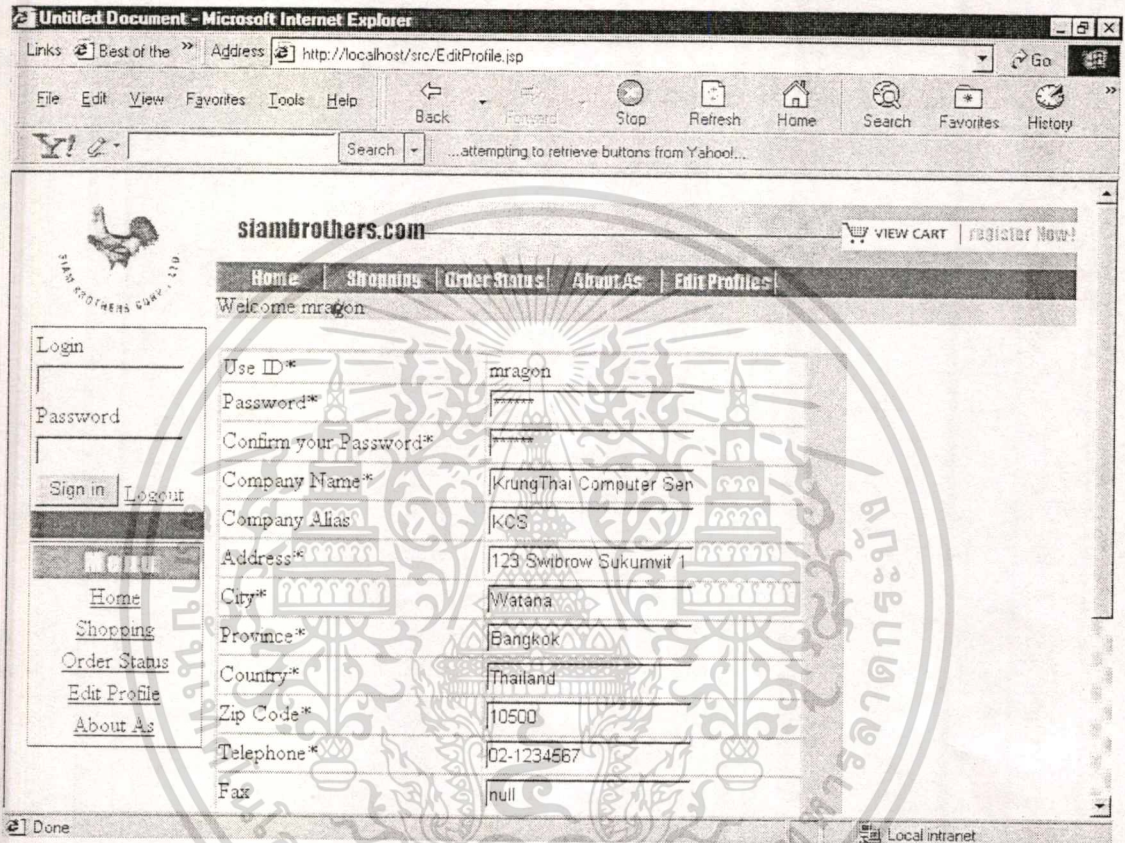 Untitled Document - Microsoft Internet Explorer
Links Best of the » Address http://localhost/src/EditProfile.jsp Go
File Edit View Favorites Tools Help Back Forward Stop Refresh Home Search Favorites History »
Y! Search ...attempting to retrieve buttons from Yahoo!...
siambrothers.com
VIEW CART | register Now!
SIAM BROTHERS CORP., LTD.
Home | Shopping | Order Status | About As | Edit Profiles |
Welcome mragon
Login
Password
Sign in Logout
Menu
Home
Shopping
Order Status
Edit Profile
About As
Use ID* mragon
Password* ******
Confirm your Password* ******
Company Name* KrungThai Computer Ser
Company Alias KCS
Address* 123 Swibrow Sukumvit 1
City* Watana
Province* Bangkok
Country* Thailand
Zip Code* 10500
Telephone* 02-1234567
Fax null
Done Local intranet